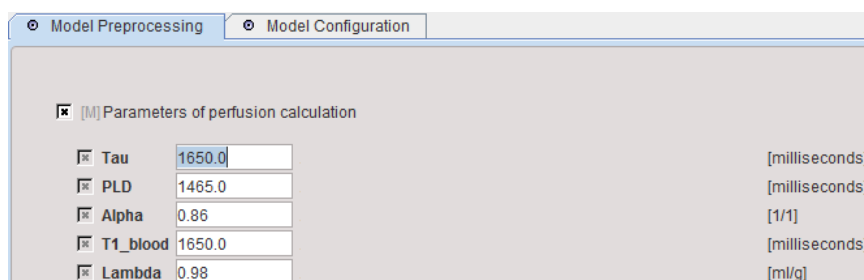 Model Preprocessing Model Configuration
[M] Parameters of perfusion calculation
Tau 1650.0 [milliseconds
PLD 1465.0 [milliseconds
Alpha 0.86 [1/1]
T1_blood 1650.0 [milliseconds
Lambda 0.98 [ml/g]